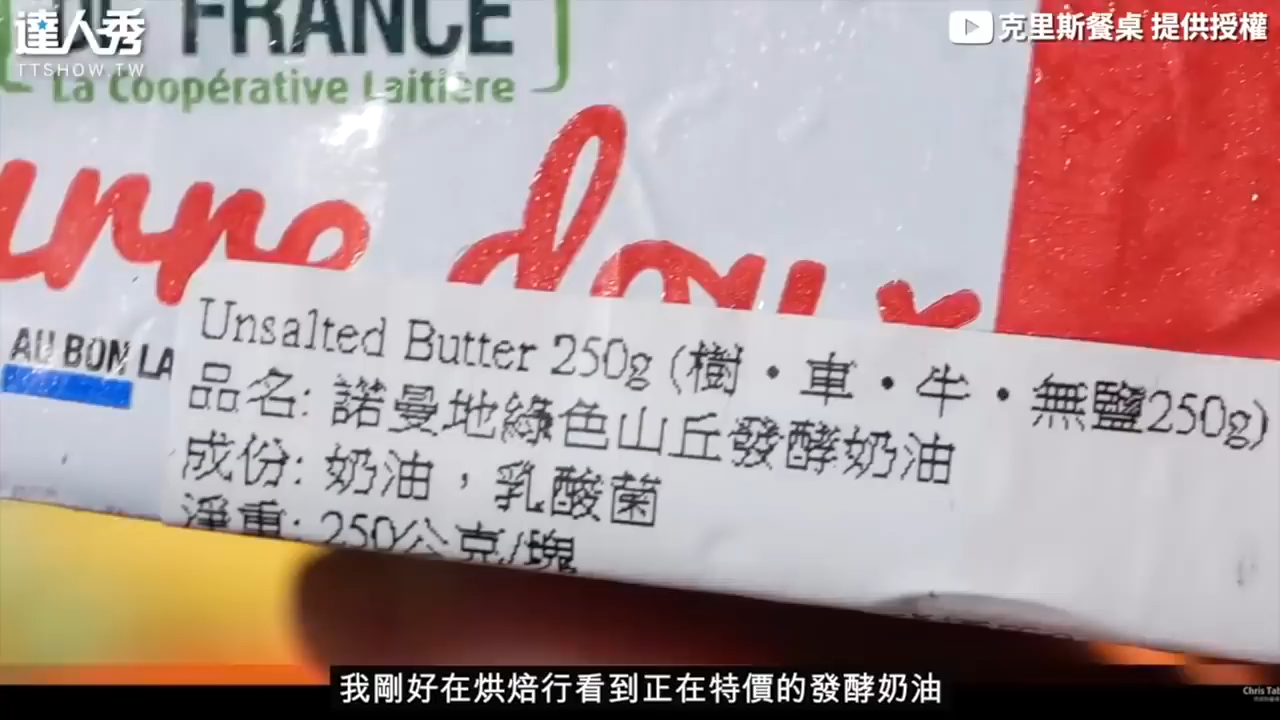 達人秀
TTSHOW.TW
克里斯餐桌 提供授權
DE FRANCE
La Coopérative Laitière
doux
AU BON LA
Unsalted Butter 250g (樹・車・牛・無鹽250g)
品名: 諾曼地綠色山丘發酵奶油
成份: 奶油，乳酸菌
淨重: 250公克/塊
我剛好在烘焙行看到正在特價的發酵奶油
Chris Tab